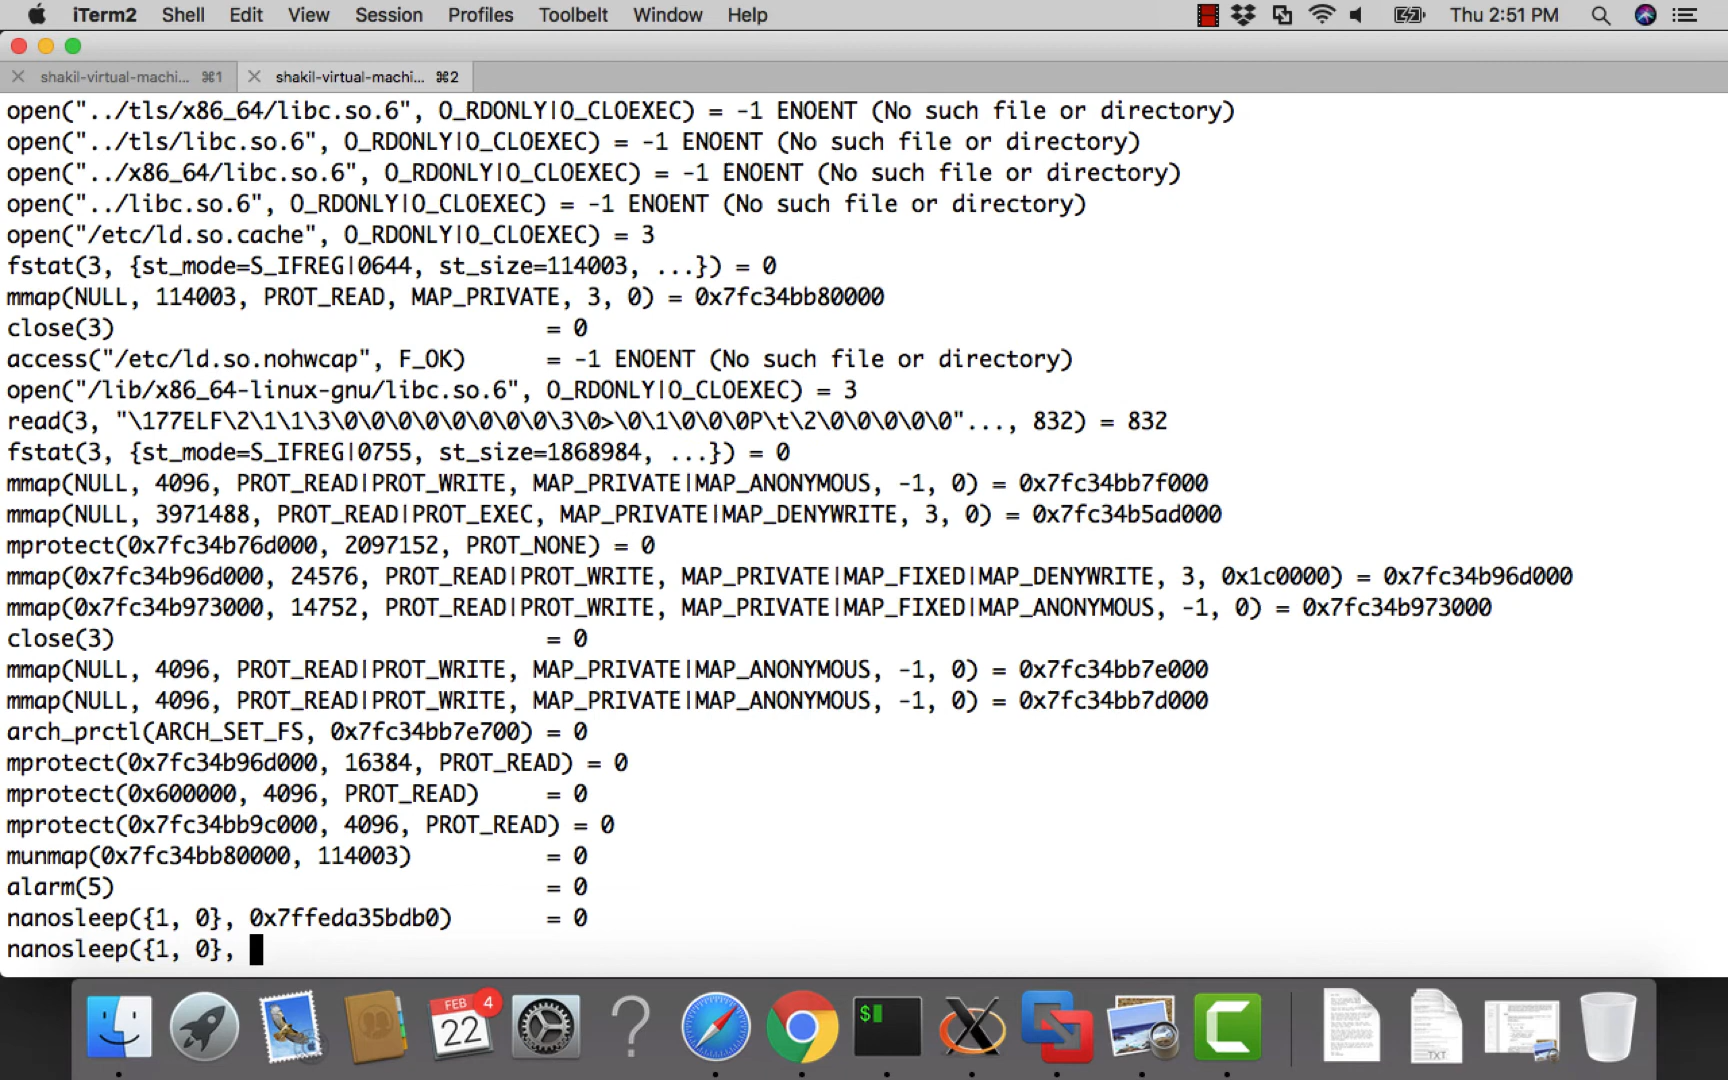 iTerm2 Shell Edit View Session Profiles Toolbelt Window Help Thu 2:51 PM
shakil-virtual-machi... ⌘1 shakil-virtual-machi... ⌘2
open("../tls/x86_64/libc.so.6", O_RDONLY|O_CLOEXEC) = -1 ENOENT (No such file or directory)
open("../tls/libc.so.6", O_RDONLY|O_CLOEXEC) = -1 ENOENT (No such file or directory)
open("../x86_64/libc.so.6", O_RDONLY|O_CLOEXEC) = -1 ENOENT (No such file or directory)
open("../libc.so.6", O_RDONLY|O_CLOEXEC) = -1 ENOENT (No such file or directory)
open("/etc/ld.so.cache", O_RDONLY|O_CLOEXEC) = 3
fstat(3, {st_mode=S_IFREG|0644, st_size=114003, ...}) = 0
mmap(NULL, 114003, PROT_READ, MAP_PRIVATE, 3, 0) = 0x7fc34bb80000
close(3) = 0
access("/etc/ld.so.nohwcap", F_OK) = -1 ENOENT (No such file or directory)
open("/lib/x86_64-linux-gnu/libc.so.6", O_RDONLY|O_CLOEXEC) = 3
read(3, "\177ELF\2\1\1\3\0\0\0\0\0\0\0\0\3\0>\0\1\0\0\0P\t\2\0\0\0\0\0"..., 832) = 832
fstat(3, {st_mode=S_IFREG|0755, st_size=1868984, ...}) = 0
mmap(NULL, 4096, PROT_READ|PROT_WRITE, MAP_PRIVATE|MAP_ANONYMOUS, -1, 0) = 0x7fc34bb7f000
mmap(NULL, 3971488, PROT_READ|PROT_EXEC, MAP_PRIVATE|MAP_DENYWRITE, 3, 0) = 0x7fc34b5ad000
mprotect(0x7fc34b76d000, 2097152, PROT_NONE) = 0
mmap(0x7fc34b96d000, 24576, PROT_READ|PROT_WRITE, MAP_PRIVATE|MAP_FIXED|MAP_DENYWRITE, 3, 0x1c0000) = 0x7fc34b96d000
mmap(0x7fc34b973000, 14752, PROT_READ|PROT_WRITE, MAP_PRIVATE|MAP_FIXED|MAP_ANONYMOUS, -1, 0) = 0x7fc34b973000
close(3) = 0
mmap(NULL, 4096, PROT_READ|PROT_WRITE, MAP_PRIVATE|MAP_ANONYMOUS, -1, 0) = 0x7fc34bb7e000
mmap(NULL, 4096, PROT_READ|PROT_WRITE, MAP_PRIVATE|MAP_ANONYMOUS, -1, 0) = 0x7fc34bb7d000
arch_prctl(ARCH_SET_FS, 0x7fc34bb7e700) = 0
mprotect(0x7fc34b96d000, 16384, PROT_READ) = 0
mprotect(0x600000, 4096, PROT_READ) = 0
mprotect(0x7fc34bb9c000, 4096, PROT_READ) = 0
munmap(0x7fc34bb80000, 114003) = 0
alarm(5) = 0
nanosleep({1, 0}, 0x7ffeda35bdb0) = 0
nanosleep({1, 0},
FEB 4
22
$
TXT